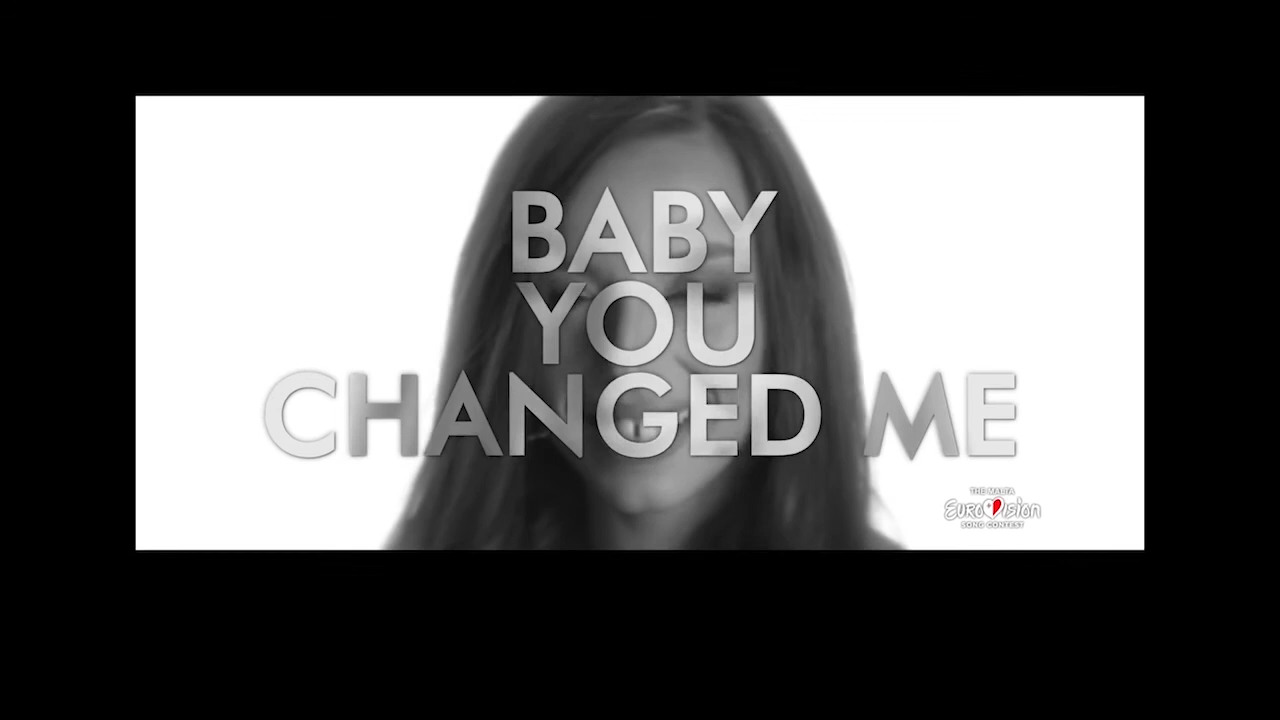 BABY
YOU
CHANGED ME
THE MALTA
EUROVISION
SONG CONTEST